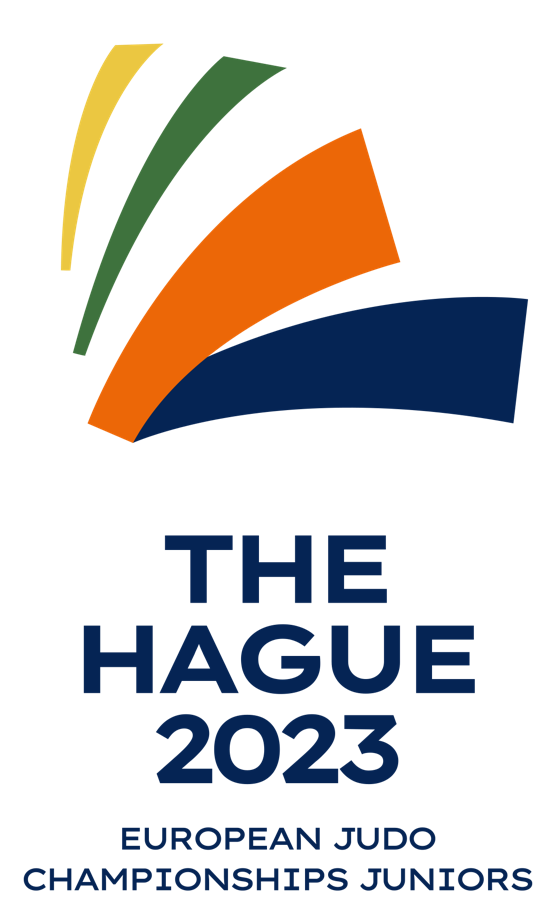 THE
HAGUE
2023
EUROPEAN JUDO
CHAMPIONSHIPS JUNIORS